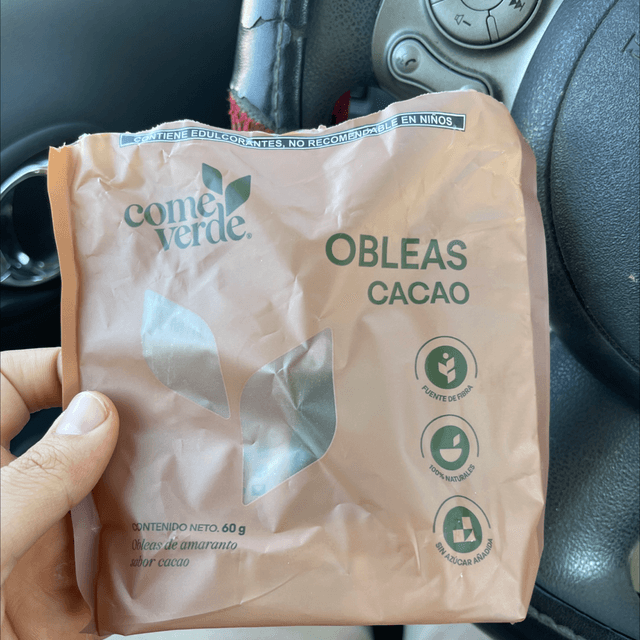 CONTIENE EDULCORANTES, NO RECOMENDABLE EN NIÑOS
come
verde®
OBLEAS
CACAO
FUENTE DE FIBRA
100% NATURALES
SIN AZÚCAR AÑADIDA
CONTENIDO NETO. 60 g
Obleas de amaranto
sabor cacao